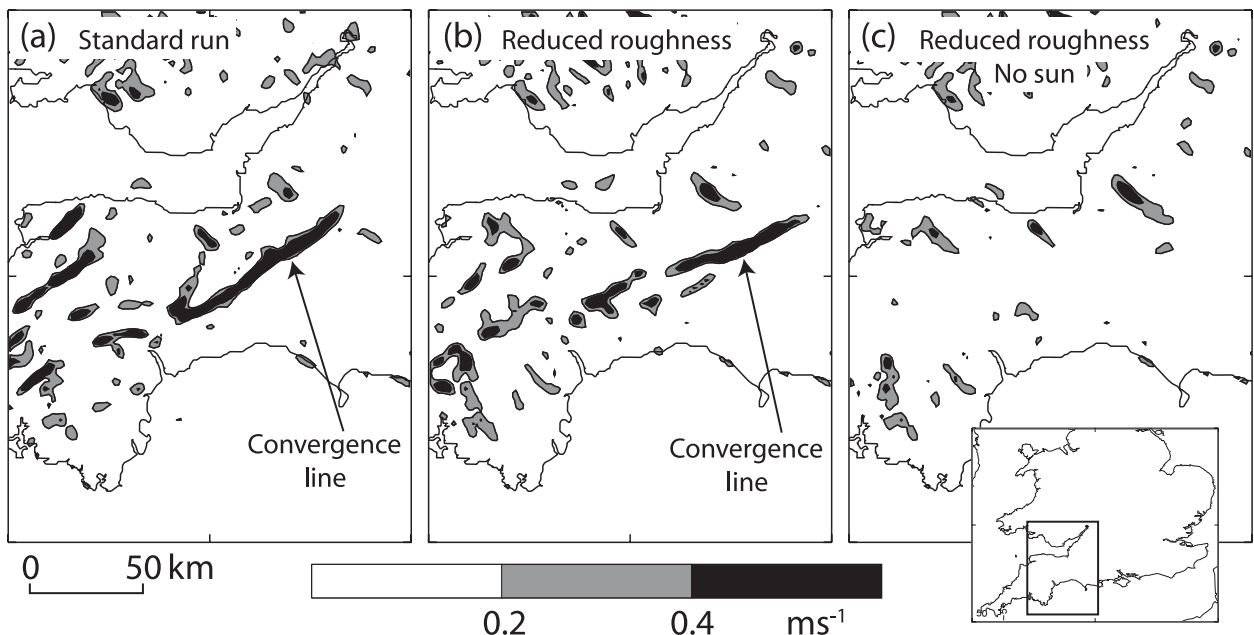 (a) Standard run
(b) Reduced roughness
(c) Reduced roughness
No sun
Convergence
line
Convergence
line
0 50 km
0.2 0.4 ms⁻¹